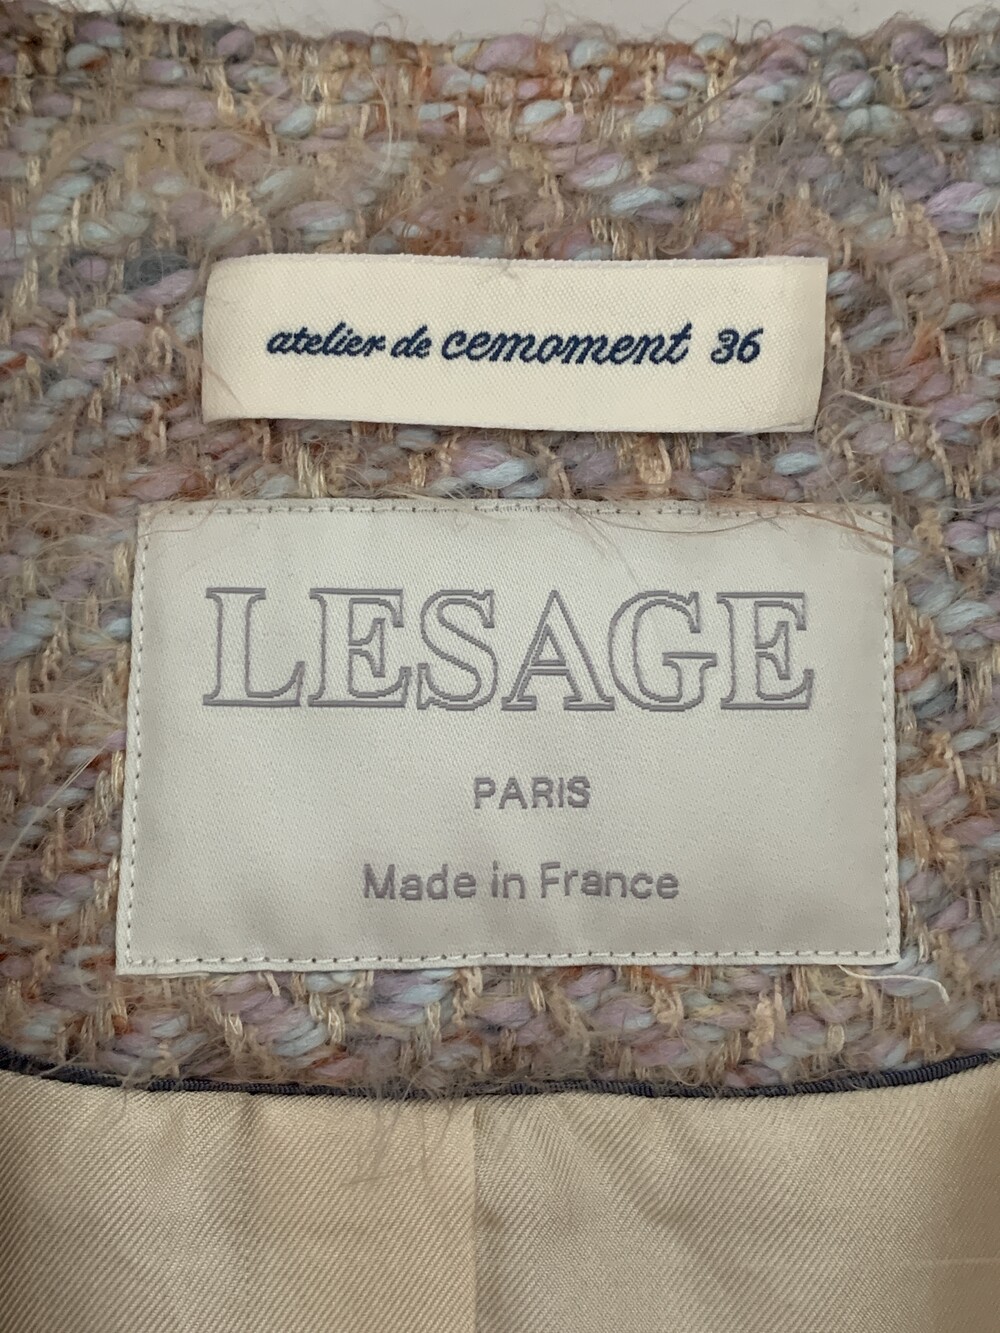 atelier de cemoment 36
LESAGE
PARIS
Made in France